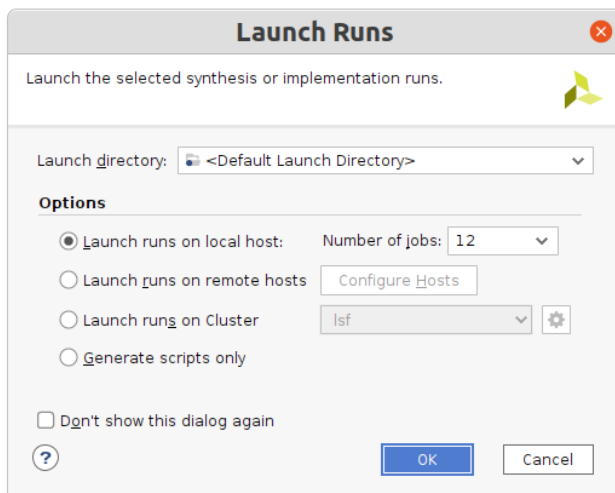 Launch Runs
Launch the selected synthesis or implementation runs.
Launch directory: <Default Launch Directory>
Options
Launch runs on local host: Number of jobs: 12
Launch runs on remote hosts Configure Hosts
Launch runs on Cluster lsf
Generate scripts only
Don't show this dialog again
? OK Cancel